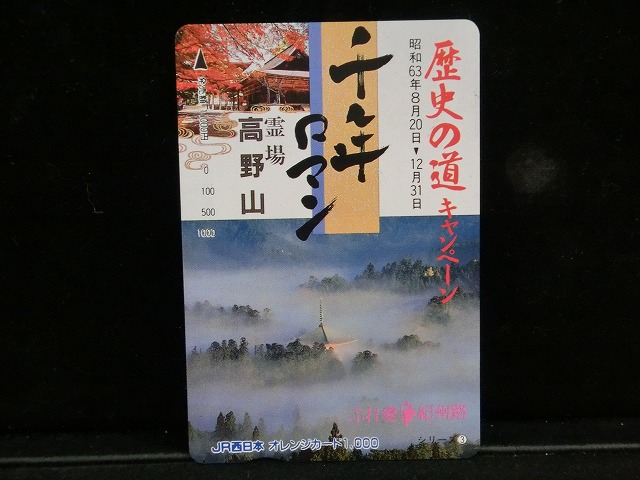 歴史の道
キャンペーン
昭和63年8月20日▼12月31日
千年
ロマン
霊場
高野山
0
100
500
1000
紀州路
JR西日本 オレンジカード1,000
シリーズ③